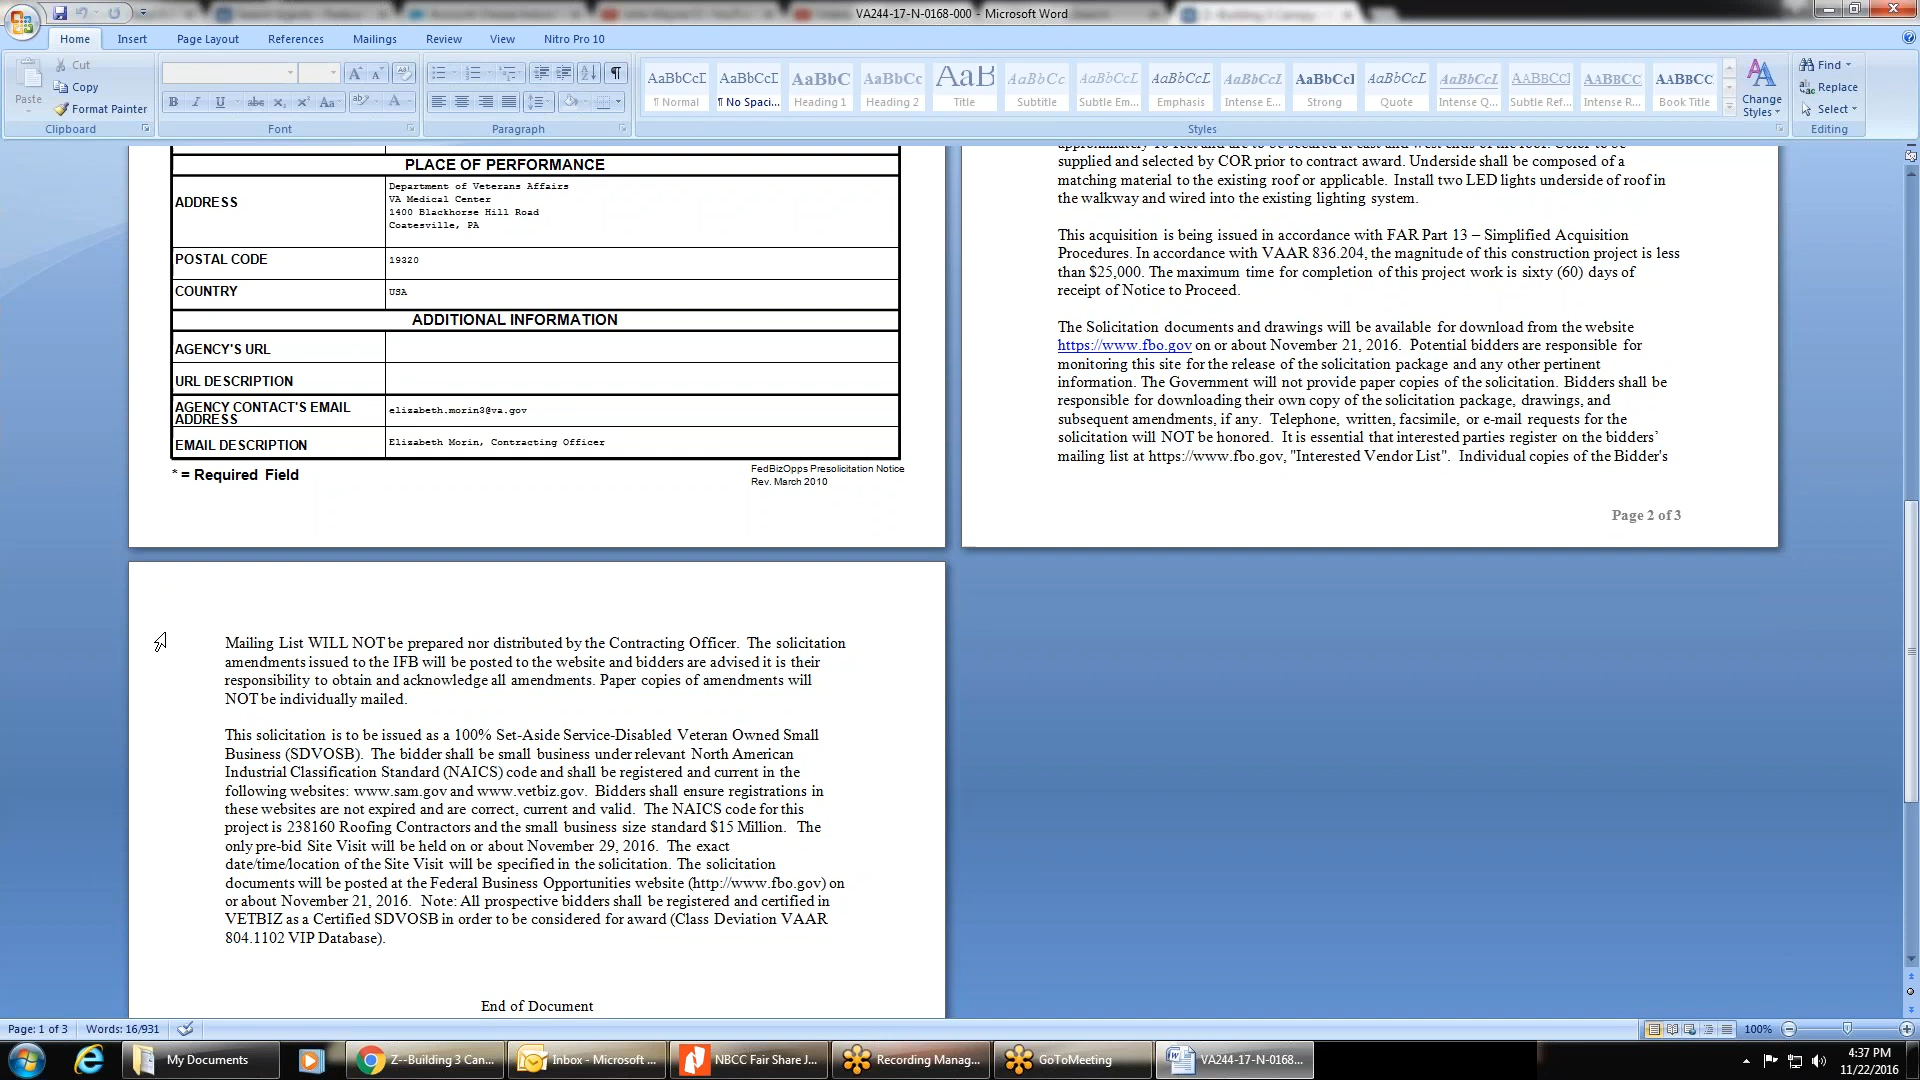 VA244-17-N-0168-000 - Microsoft Word
Home Insert Page Layout References Mailings Review View Nitro Pro 10
Paste
Cut
Copy
Format Painter
Clipboard
Font
Paragraph
AaBbCcD AaBbCcD AaBbC AaBbCc AaB AaBbCc AaBbCcD AaBbCcD AaBbCcD AaBbCcD AaBbCcD AaBbCcD AABBCCD AABBCC AABBCC
¶ Normal ¶ No Spaci... Heading 1 Heading 2 Title Subtitle Subtle Em... Emphasis Intense E... Strong Quote Intense Q... Subtle Ref... Intense R... Book Title
Change Styles
Styles
Find
Replace
Select
Editing
PLACE OF PERFORMANCE
ADDRESS
Department of Veterans Affairs
VA Medical Center
1400 Blackhorse Hill Road
Coatesville, PA
POSTAL CODE 19320
COUNTRY USA
ADDITIONAL INFORMATION
AGENCY'S URL
URL DESCRIPTION
AGENCY CONTACT'S EMAIL ADDRESS elizabeth.morin3@va.gov
EMAIL DESCRIPTION Elizabeth Morin, Contracting Officer
* = Required Field
FedBizOpps Presolicitation Notice
Rev. March 2010
supplied and selected by COR prior to contract award. Underside shall be composed of a
matching material to the existing roof or applicable. Install two LED lights underside of roof in
the walkway and wired into the existing lighting system.
This acquisition is being issued in accordance with FAR Part 13 – Simplified Acquisition
Procedures. In accordance with VAAR 836.204, the magnitude of this construction project is less
than $25,000. The maximum time for completion of this project work is sixty (60) days of
receipt of Notice to Proceed.
The Solicitation documents and drawings will be available for download from the website
https://www.fbo.gov on or about November 21, 2016. Potential bidders are responsible for
monitoring this site for the release of the solicitation package and any other pertinent
information. The Government will not provide paper copies of the solicitation. Bidders shall be
responsible for downloading their own copy of the solicitation package, drawings, and
subsequent amendments, if any. Telephone, written, facsimile, or e-mail requests for the
solicitation will NOT be honored. It is essential that interested parties register on the bidders’
mailing list at https://www.fbo.gov, "Interested Vendor List". Individual copies of the Bidder's
Page 2 of 3
Mailing List WILL NOT be prepared nor distributed by the Contracting Officer. The solicitation
amendments issued to the IFB will be posted to the website and bidders are advised it is their
responsibility to obtain and acknowledge all amendments. Paper copies of amendments will
NOT be individually mailed.
This solicitation is to be issued as a 100% Set-Aside Service-Disabled Veteran Owned Small
Business (SDVOSB). The bidder shall be small business under relevant North American
Industrial Classification Standard (NAICS) code and shall be registered and current in the
following websites: www.sam.gov and www.vetbiz.gov. Bidders shall ensure registrations in
these websites are not expired and are correct, current and valid. The NAICS code for this
project is 238160 Roofing Contractors and the small business size standard $15 Million. The
only pre-bid Site Visit will be held on or about November 29, 2016. The exact
date/time/location of the Site Visit will be specified in the solicitation. The solicitation
documents will be posted at the Federal Business Opportunities website (http://www.fbo.gov) on
or about November 21, 2016. Note: All prospective bidders shall be registered and certified in
VETBIZ as a Certified SDVOSB in order to be considered for award (Class Deviation VAAR
804.1102 VIP Database).
End of Document
Page: 1 of 3 Words: 16/931 100%
My Documents Z--Building 3 Can... Inbox - Microsoft ... NBCC Fair Share J... Recording Manag... GoToMeeting VA244-17-N-0168...
4:37 PM
11/22/2016